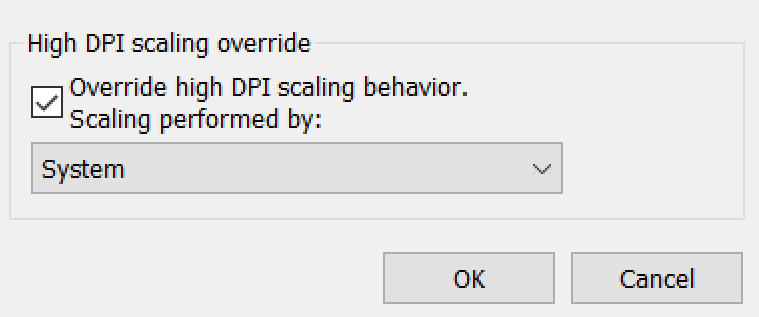 High DPI scaling override
Override high DPI scaling behavior.
Scaling performed by:
System
OK
Cancel